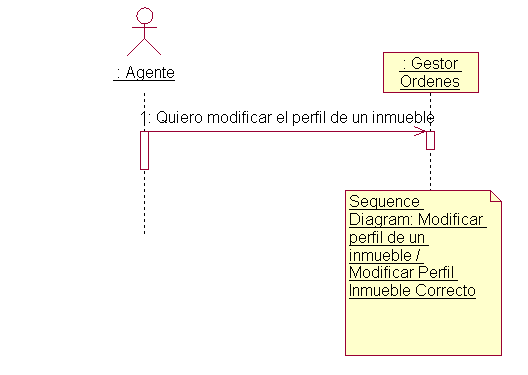 : Agente
: Gestor
Ordenes
1: Quiero modificar el perfil de un inmueble
Sequence
Diagram: Modificar
perfil de un
inmueble /
Modificar Perfil
Inmueble Correcto